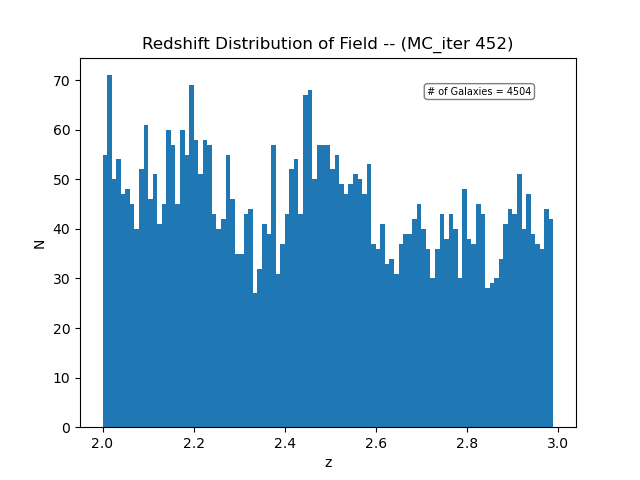 Redshift Distribution of Field -- (MC_iter 452)
# of Galaxies = 4504
N
70
60
50
40
30
20
10
0
2.0 2.2 2.4 2.6 2.8 3.0
z